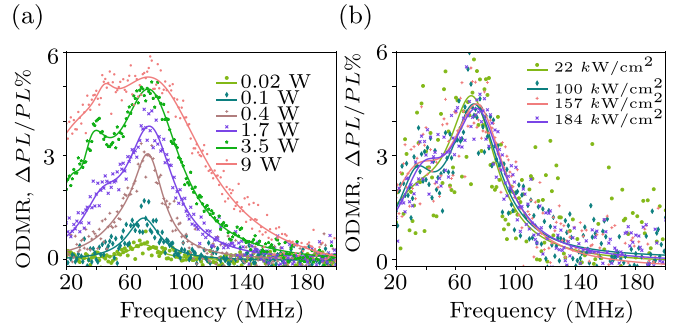 (a)
(b)
ODMR, ΔPL/PL%
6
3
0
20
60
100
140
180
Frequency (MHz)
0.02 W
0.1 W
0.4 W
1.7 W
3.5 W
9 W
ODMR, ΔPL/PL%
6
3
0
20
60
100
140
180
Frequency (MHz)
22 kW/cm²
100 kW/cm²
157 kW/cm²
184 kW/cm²